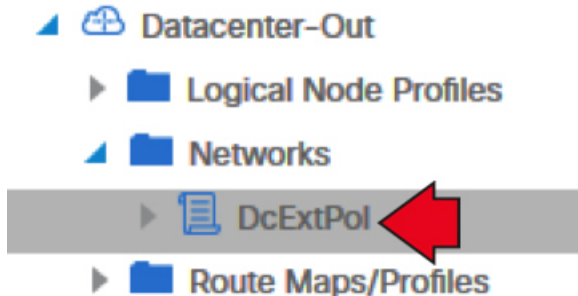 Datacenter-Out
Logical Node Profiles
Networks
DcExtPol
Route Maps/Profiles